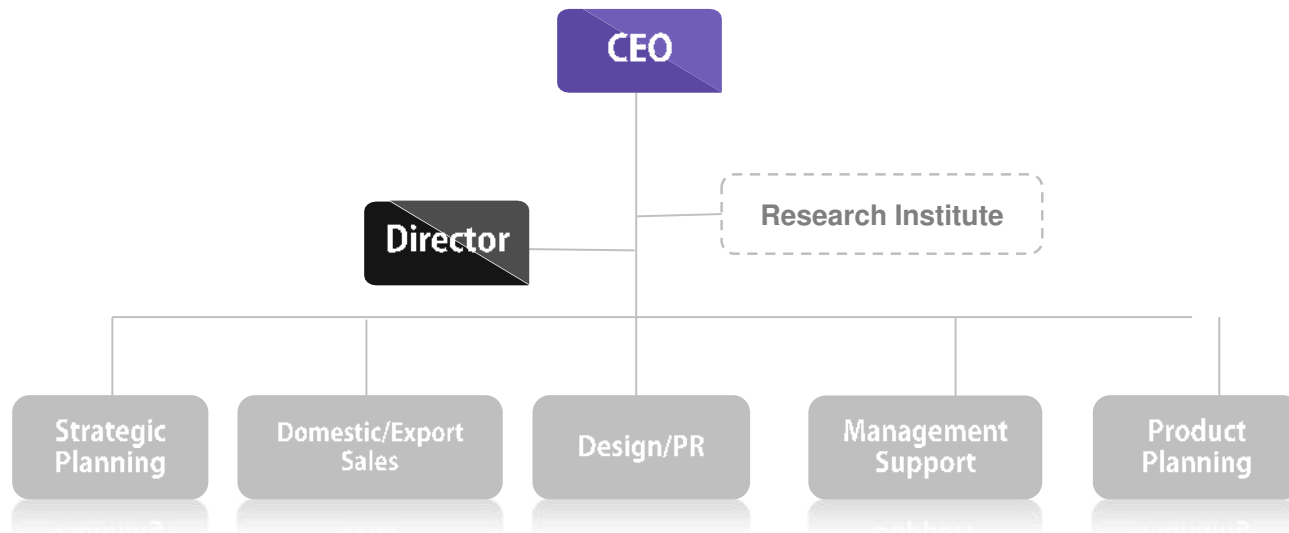 CEO
Research Institute
Director
Strategic
Planning
Domestic/Export
Sales
Design/PR
Management
Support
Product
Planning